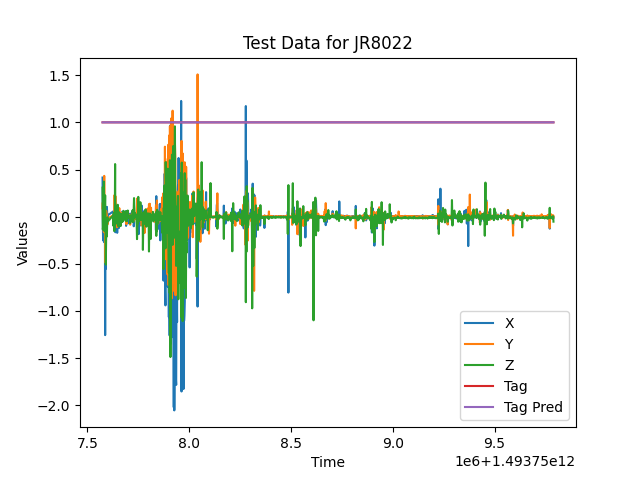 Test Data for JR8022
Values
1.5
1.0
0.5
0.0
−0.5
−1.0
−1.5
−2.0
7.5
8.0
8.5
9.0
9.5
Time
1e6+1.49375e12
X
Y
Z
Tag
Tag Pred